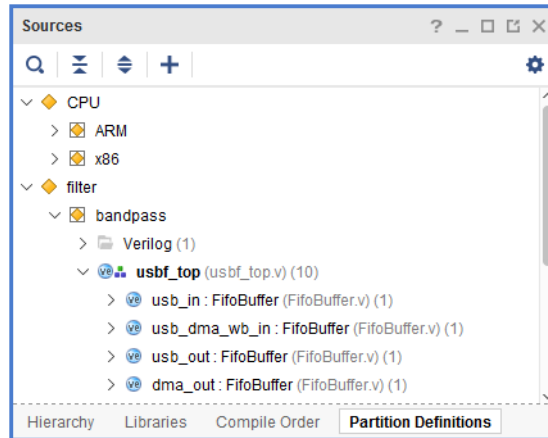 Sources
CPU
ARM
x86
filter
bandpass
Verilog (1)
usbf_top (usbf_top.v) (10)
usb_in : FifoBuffer (FifoBuffer.v) (1)
usb_dma_wb_in : FifoBuffer (FifoBuffer.v) (1)
usb_out : FifoBuffer (FifoBuffer.v) (1)
dma_out : FifoBuffer (FifoBuffer.v) (1)
Hierarchy Libraries Compile Order Partition Definitions